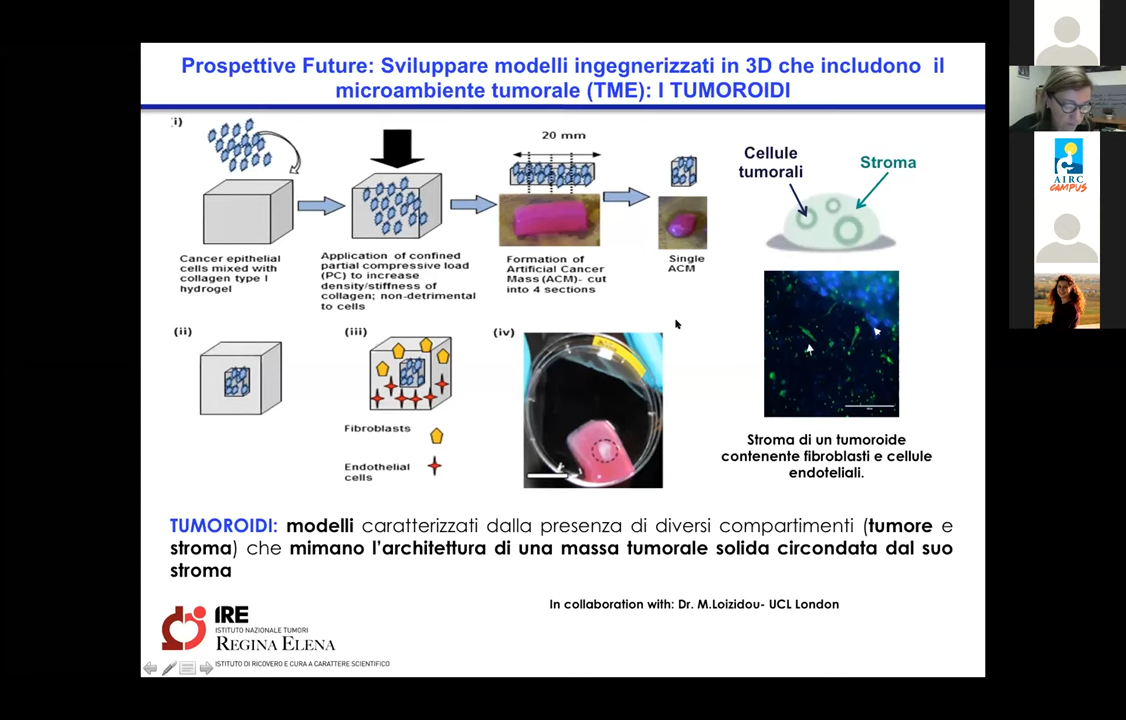 Prospettive Future: Sviluppare modelli ingegnerizzati in 3D che includono il
microambiente tumorale (TME): I TUMOROIDI
i)
20 mm
Cancer epithelial
cells mixed with
collagen type I
hydrogel
Application of confined
partial compressive load
(PC) to increase
density/stiffness of
collagen; non-detrimental
to cells
Formation of
Artificial Cancer
Mass (ACM)- cut
into 4 sections
Single
ACM
Cellule
tumorali
Stroma
(ii)
(iii)
(iv)
Fibroblasts
Endothelial
cells
Stroma di un tumoroide
contenente fibroblasti e cellule
endoteliali.
TUMOROIDI: modelli caratterizzati dalla presenza di diversi compartimenti (tumore e
stroma) che mimano l’architettura di una massa tumorale solida circondata dal suo
stroma
In collaboration with: Dr. M.Loizidou- UCL London
IRE
ISTITUTO NAZIONALE TUMORI
REGINA ELENA
ISTITUTO DI RICOVERO E CURA A CARATTERE SCIENTIFICO
AIRC
CAMPUS